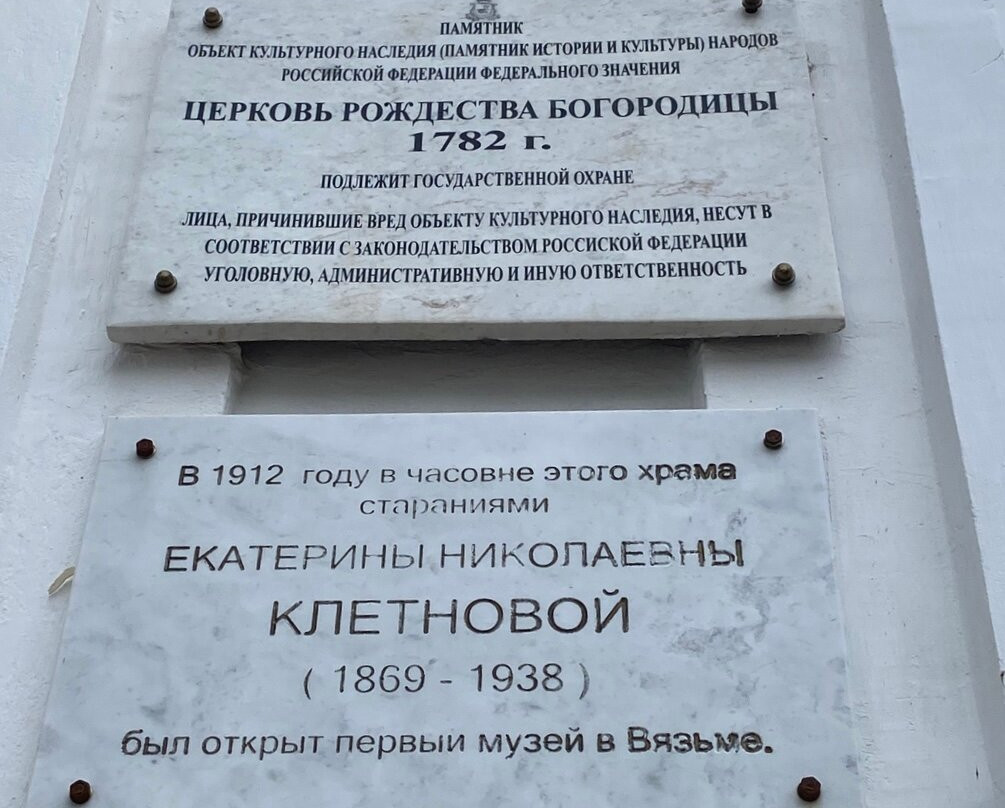 ПАМЯТНИК
ОБЪЕКТ КУЛЬТУРНОГО НАСЛЕДИЯ (ПАМЯТНИК ИСТОРИИ И КУЛЬТУРЫ) НАРОДОВ
РОССИЙСКОЙ ФЕДЕРАЦИИ ФЕДЕРАЛЬНОГО ЗНАЧЕНИЯ
ЦЕРКОВЬ РОЖДЕСТВА БОГОРОДИЦЫ
1782 г.
ПОДЛЕЖИТ ГОСУДАРСТВЕННОЙ ОХРАНЕ
ЛИЦА, ПРИЧИНИВШИЕ ВРЕД ОБЪЕКТУ КУЛЬТУРНОГО НАСЛЕДИЯ, НЕСУТ В
СООТВЕТСТВИИ С ЗАКОНОДАТЕЛЬСТВОМ РОССИСКОЙ ФЕДЕРАЦИИ
УГОЛОВНУЮ, АДМИНИСТРАТИВНУЮ И ИНУЮ ОТВЕТСТВЕННОСТЬ
В 1912 году в часовне этого храма
стараниями
ЕКАТЕРИНЫ НИКОЛАЕВНЫ
КЛЕТНОВОЙ
( 1869 - 1938 )
был открыт первыи музей в Вязьме.